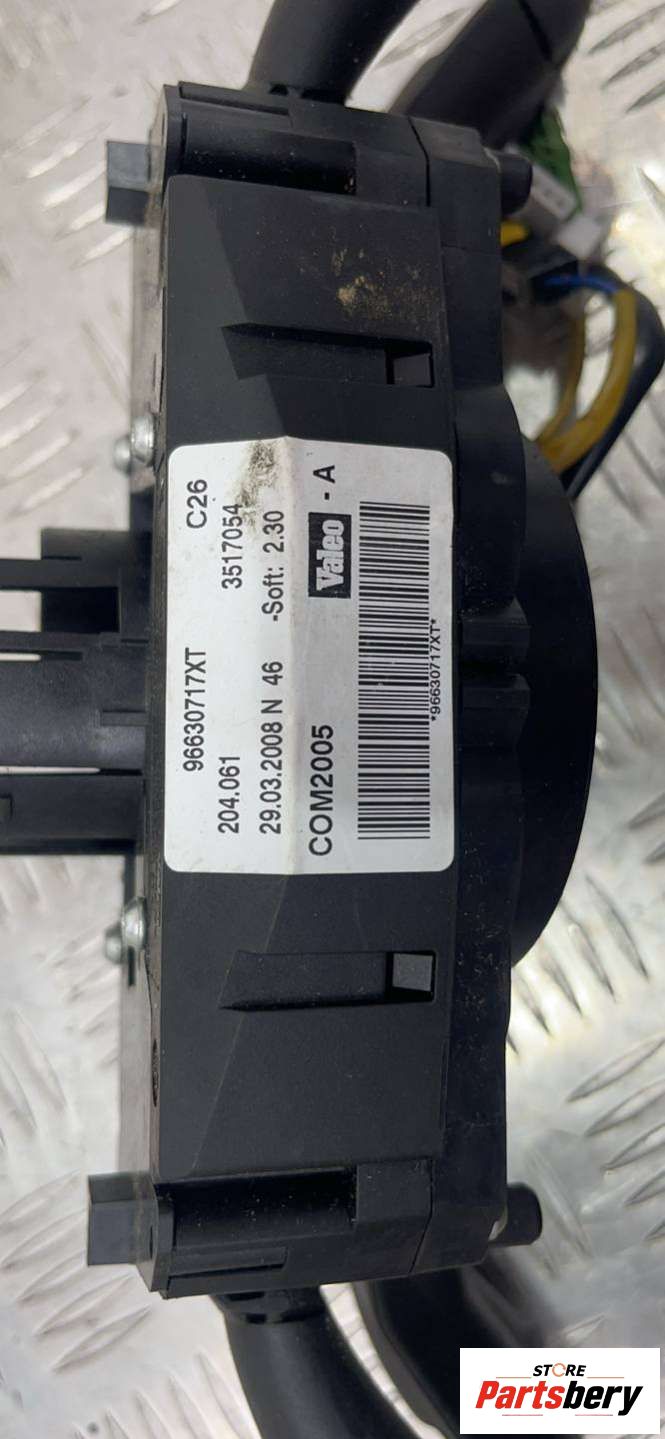 96630717XT C26
204.061 3517054
29.03.2008 N 46 -Soft: 2.30
COM2005 Valeo - A
*96630717XT*
STORE
Partsbery